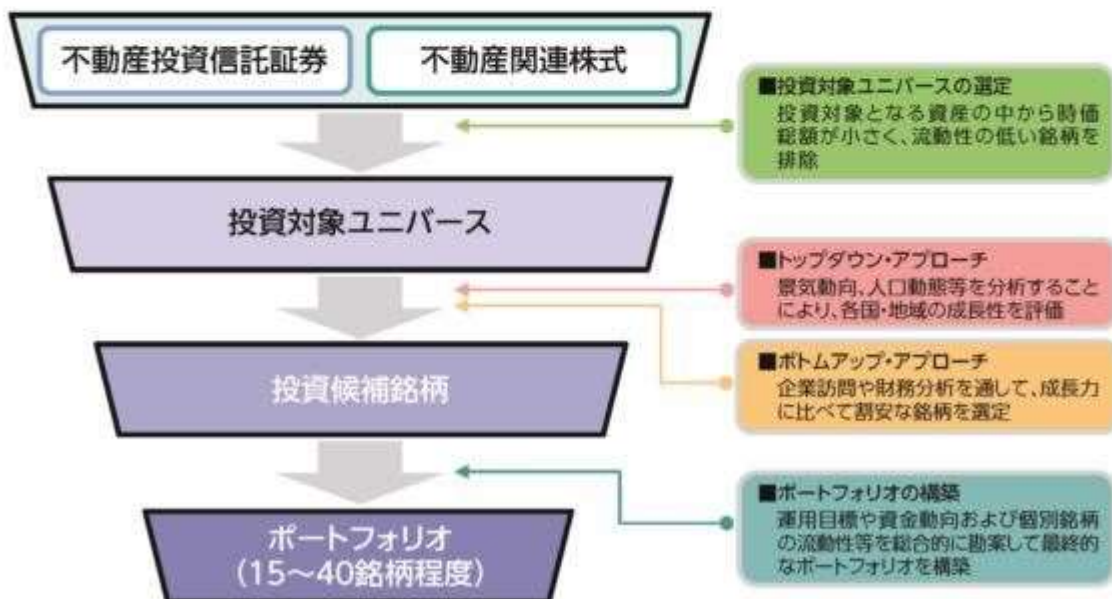 不動産投資信託証券
不動産関連株式
■投資対象ユニバースの選定
投資対象となる資産の中から時価
総額が小さく、流動性の低い銘柄を
排除
投資対象ユニバース
■トップダウン・アプローチ
景気動向、人口動態等を分析すること
により、各国・地域の成長性を評価
■ボトムアップ・アプローチ
企業訪問や財務分析を通して、成長力
に比べて割安な銘柄を選定
投資候補銘柄
■ポートフォリオの構築
運用目標や資金動向および個別銘柄
の流動性等を総合的に勘案して最終的
なポートフォリオを構築
ポートフォリオ
（15～40銘柄程度）